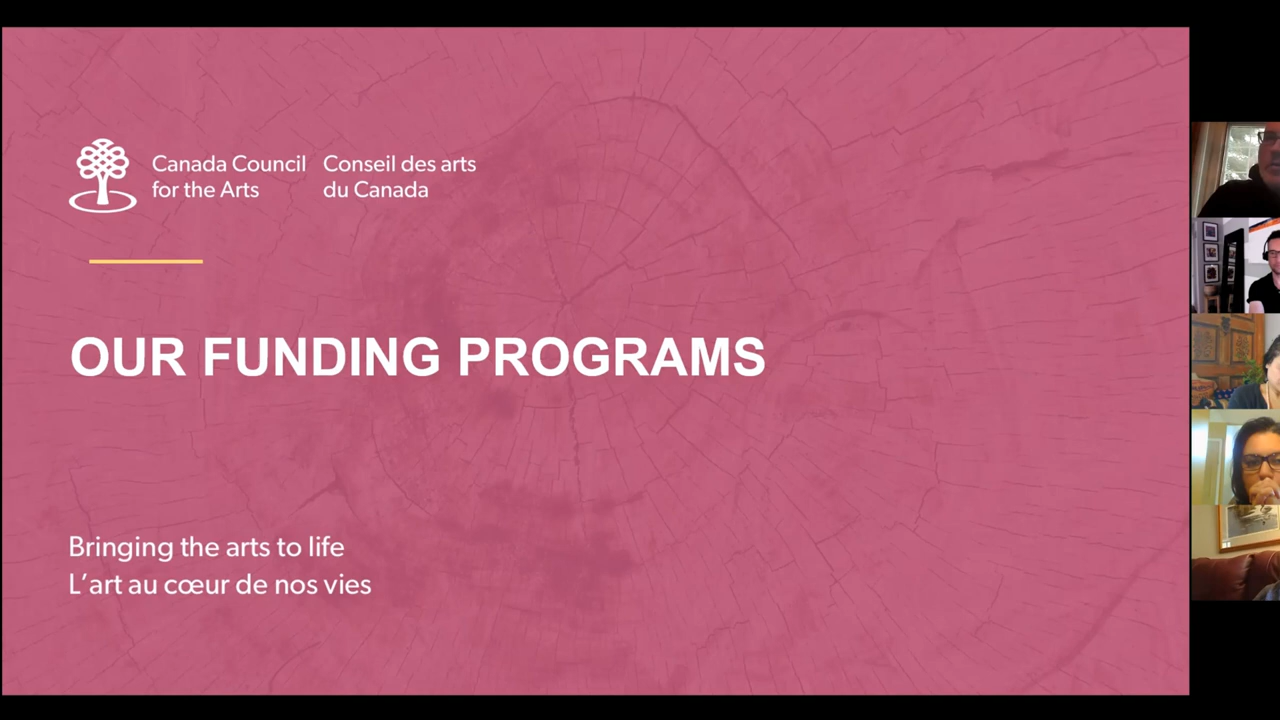 Canada Council
for the Arts
Conseil des arts
du Canada
OUR FUNDING PROGRAMS
Bringing the arts to life
L’art au cœur de nos vies